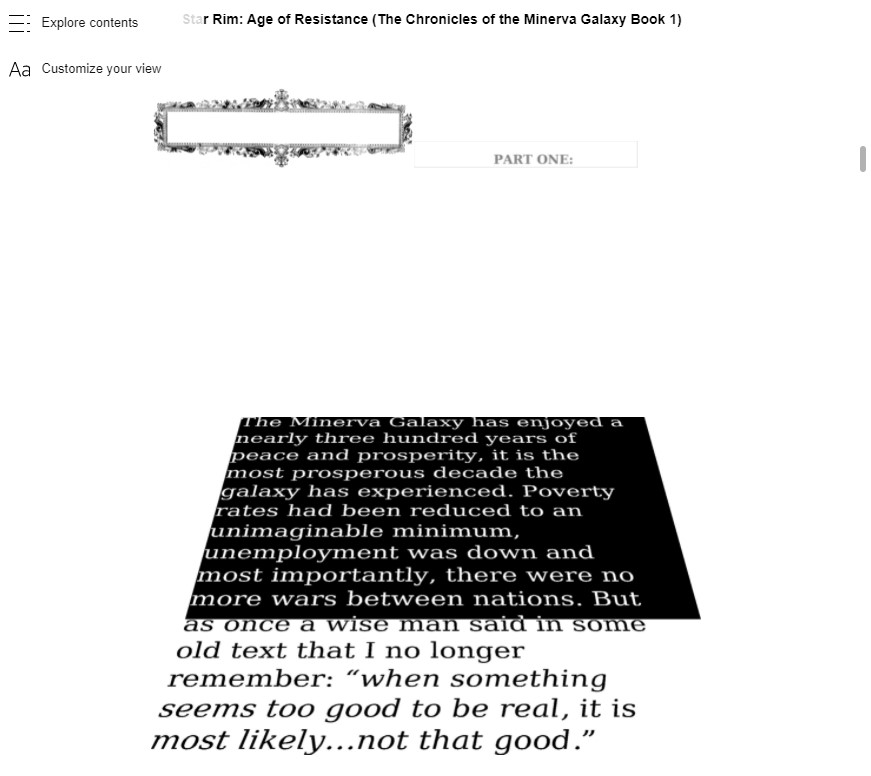 Explore contents
Star Rim: Age of Resistance (The Chronicles of the Minerva Galaxy Book 1)
Aa Customize your view
PART ONE:
The Minerva Galaxy has enjoyed a
nearly three hundred years of
peace and prosperity, it is the
most prosperous decade the
galaxy has experienced. Poverty
rates had been reduced to an
unimaginable minimum,
unemployment was down and
most importantly, there were no
more wars between nations. But
as once a wise man said in some
old text that I no longer
remember: “when something
seems too good to be real, it is
most likely...not that good.”